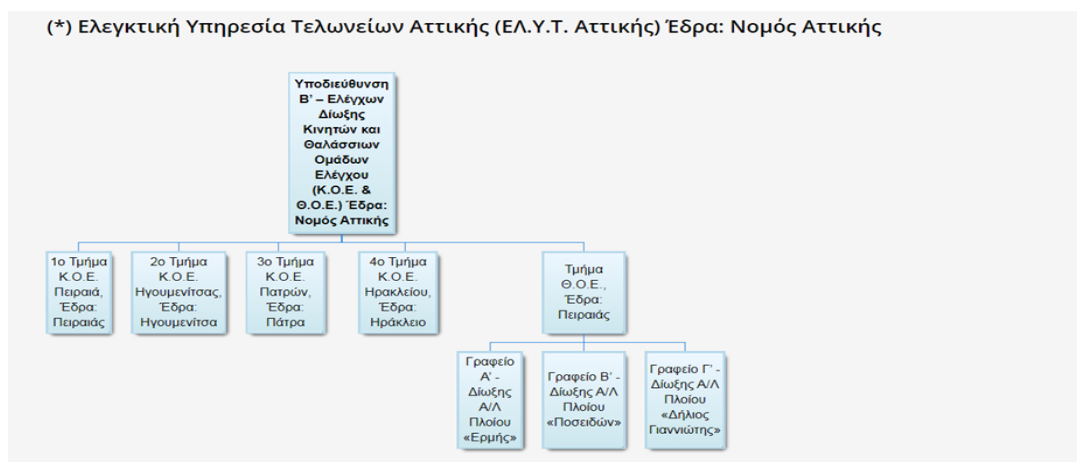 (*) Ελεγκτική Υπηρεσία Τελωνείων Αττικής (ΕΛ.Υ.Τ. Αττικής) Έδρα: Νομός Αττικής
Υποδιεύθυνση
Β' – Ελέγχων
Δίωξης
Κινητών και
Θαλάσσιων
Ομάδων
Ελέγχου
(Κ.Ο.Ε. &
Θ.Ο.Ε.) Έδρα:
Νομός Αττικής
1ο Τμήμα
Κ.Ο.Ε.
Πειραιά,
Έδρα:
Πειραιάς
2ο Τμήμα
Κ.Ο.Ε.
Ηγουμενίτσας,
Έδρα:
Ηγουμενίτσα
3ο Τμήμα
Κ.Ο.Ε.
Πατρών,
Έδρα:
Πάτρα
4ο Τμήμα
Κ.Ο.Ε.
Ηρακλείου,
Έδρα:
Ηράκλειο
Τμήμα
Θ.Ο.Ε.,
Έδρα:
Πειραιάς
Γραφείο
Α' -
Δίωξης
Α/Λ
Πλοίου
«Ερμής»
Γραφείο Β' -
Δίωξης Α/Λ
Πλοίου
«Ποσειδών»
Γραφείο Γ' -
Δίωξης Α/Λ
Πλοίου
«Δήλιος
Γιαννιώτης»